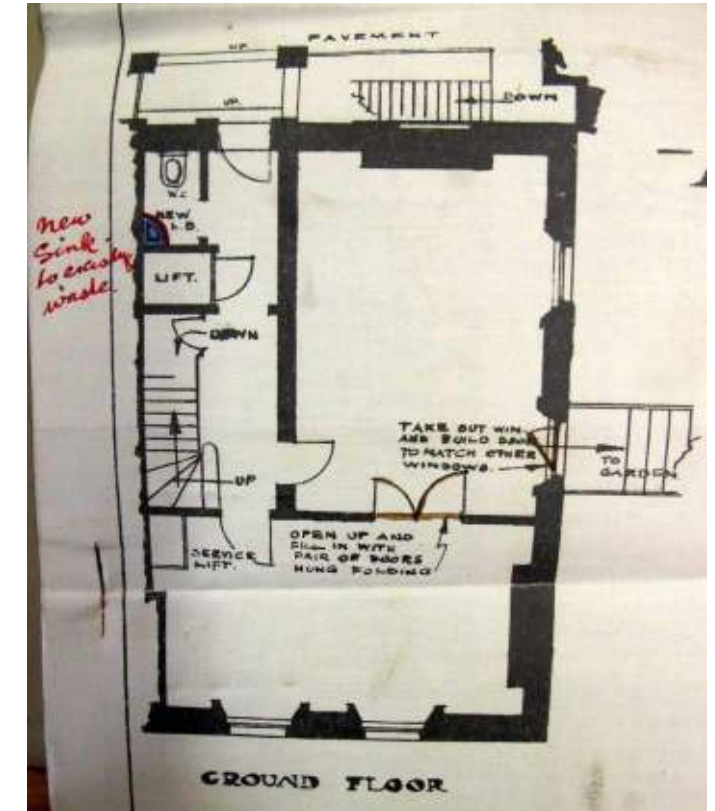 PAVEMENT
UP
UP
DOWN
W.C
NEW
L.B.
new
Sink
to existg
waste
LIFT.
DOWN
UP
TAKE OUT WIN
AND BUILD DOOR
TO MATCH OTHER
WINDOWS.
TO
GARDEN
SERVICE
LIFT.
OPEN UP AND
FILL IN WITH
PAIR OF DOORS
HUNG FOLDING
GROUND FLOOR